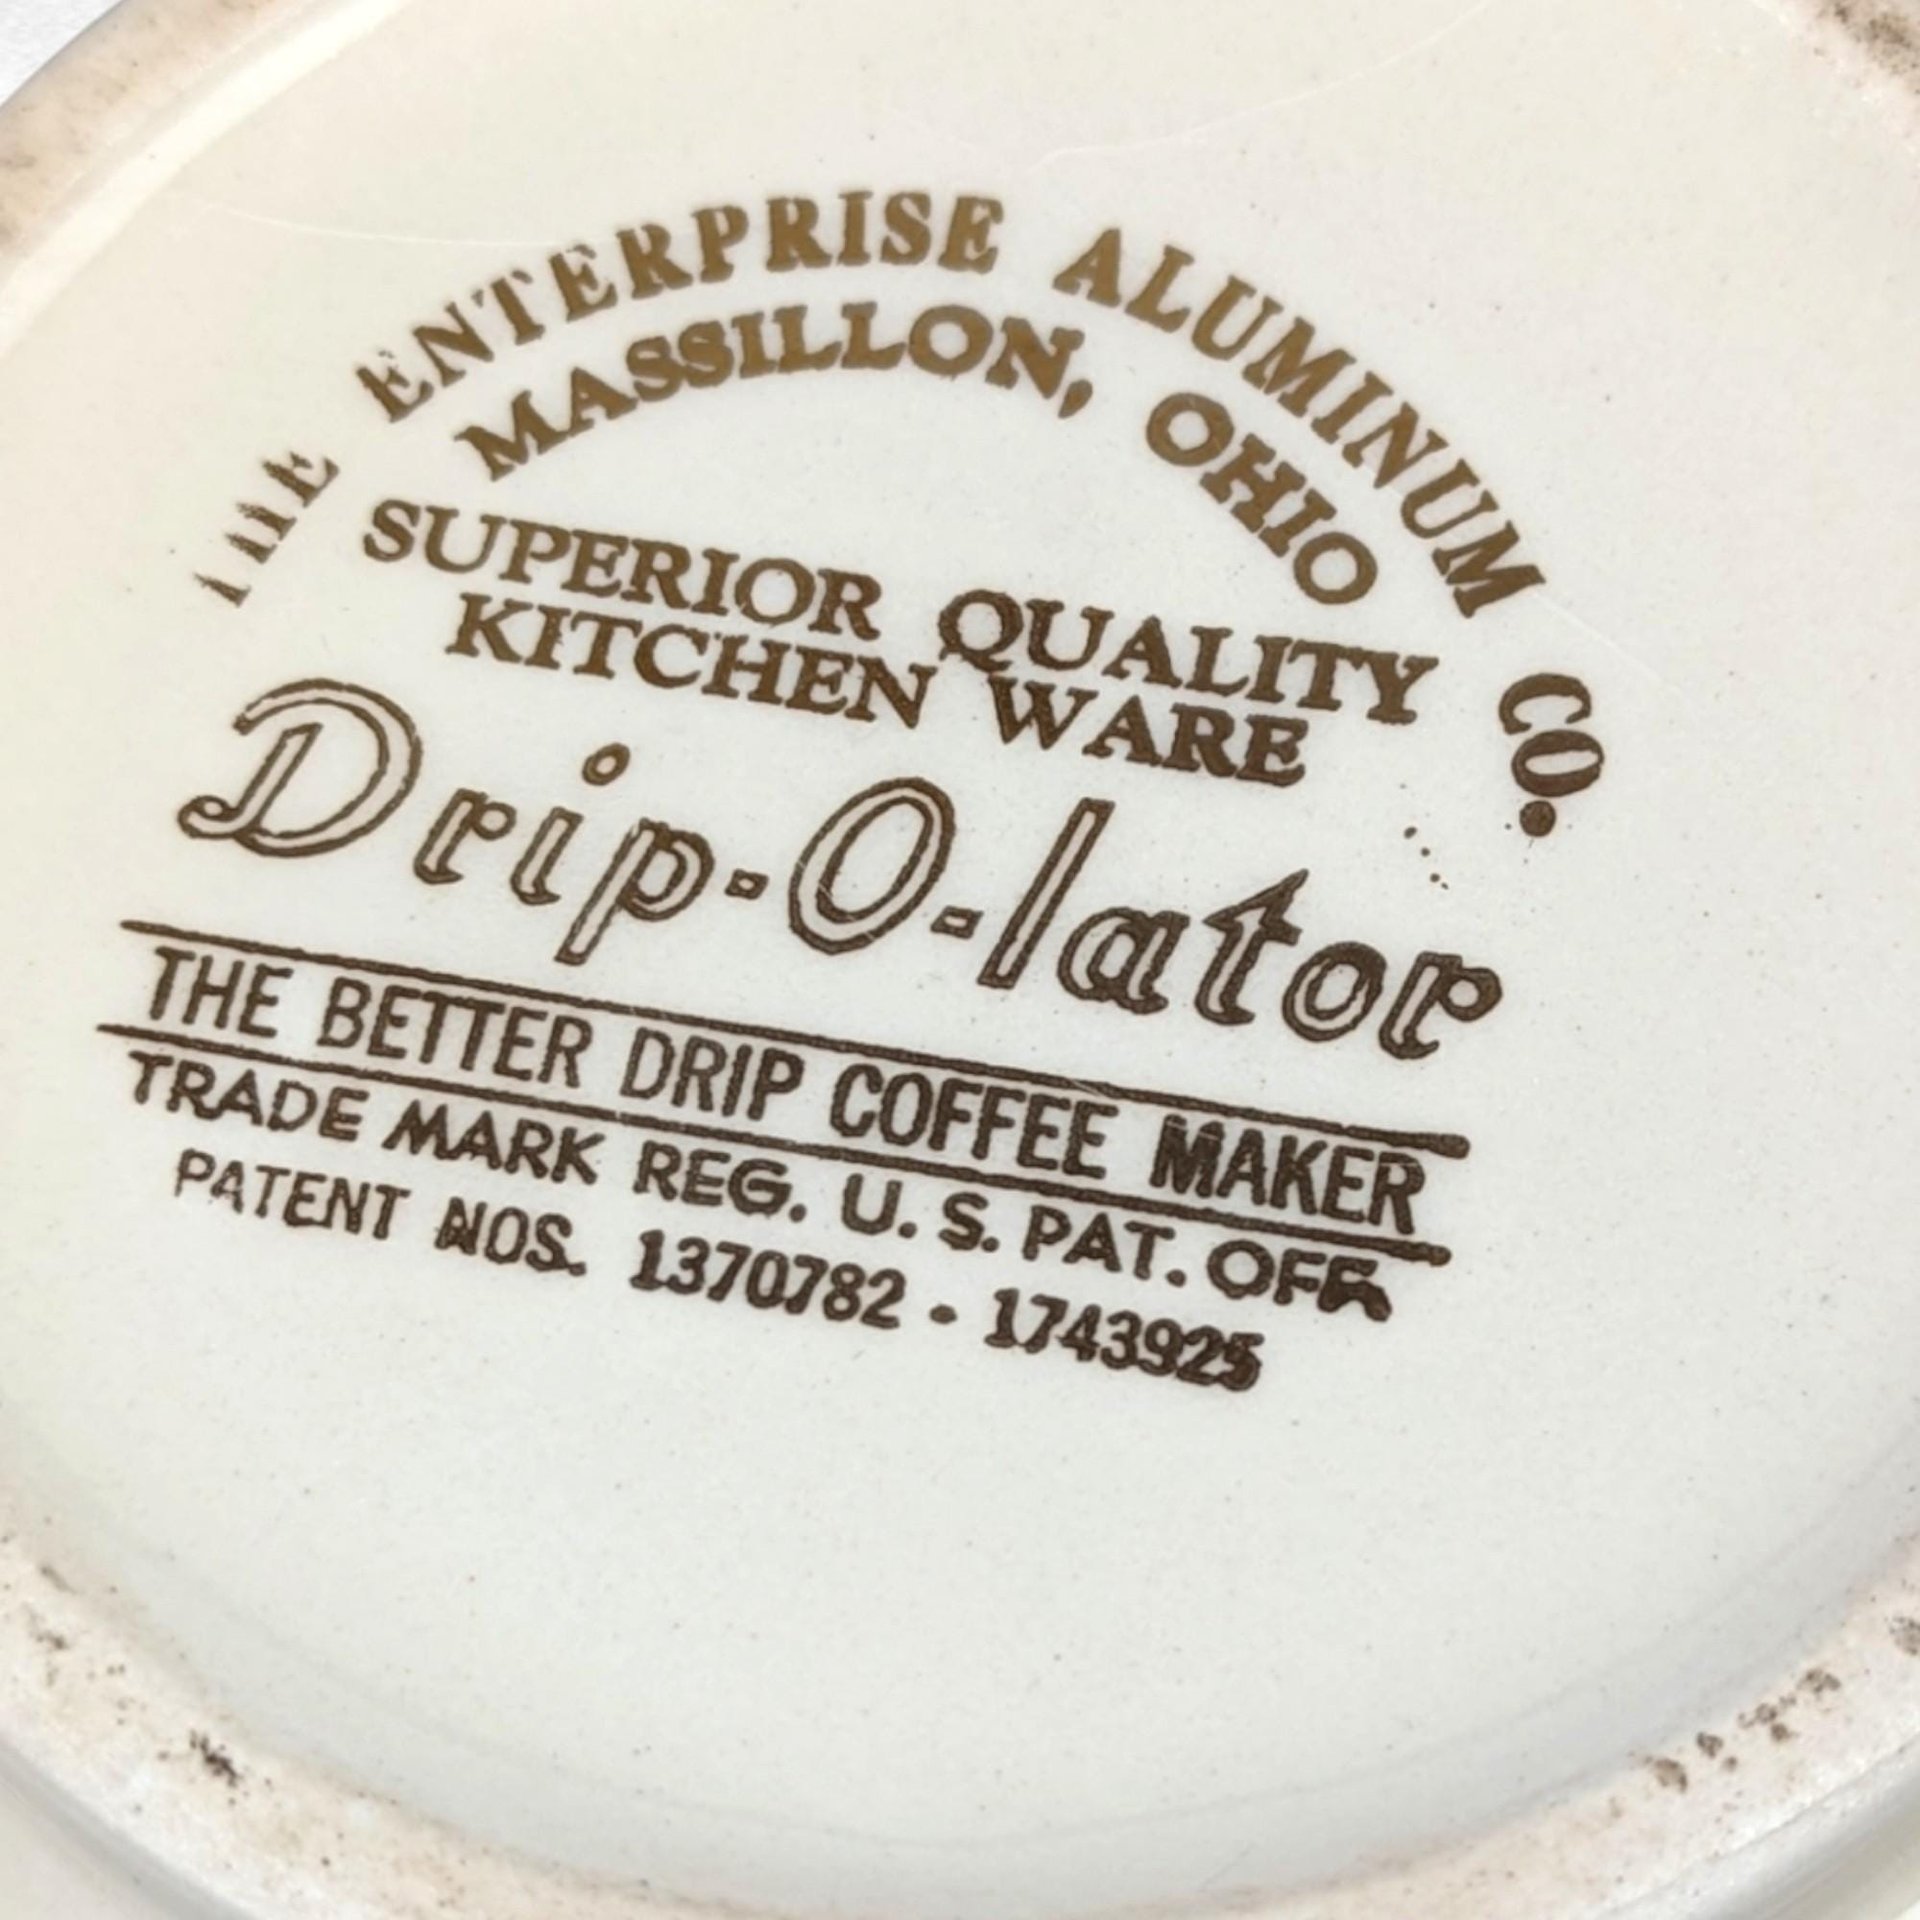 THE ENTERPRISE ALUMINUM CO.
MASSILLON, OHIO
SUPERIOR QUALITY
KITCHEN WARE
Drip-O-lator
THE BETTER DRIP COFFEE MAKER
TRADE MARK REG. U. S. PAT. OFF.
PATENT NOS. 1370782 · 1743925